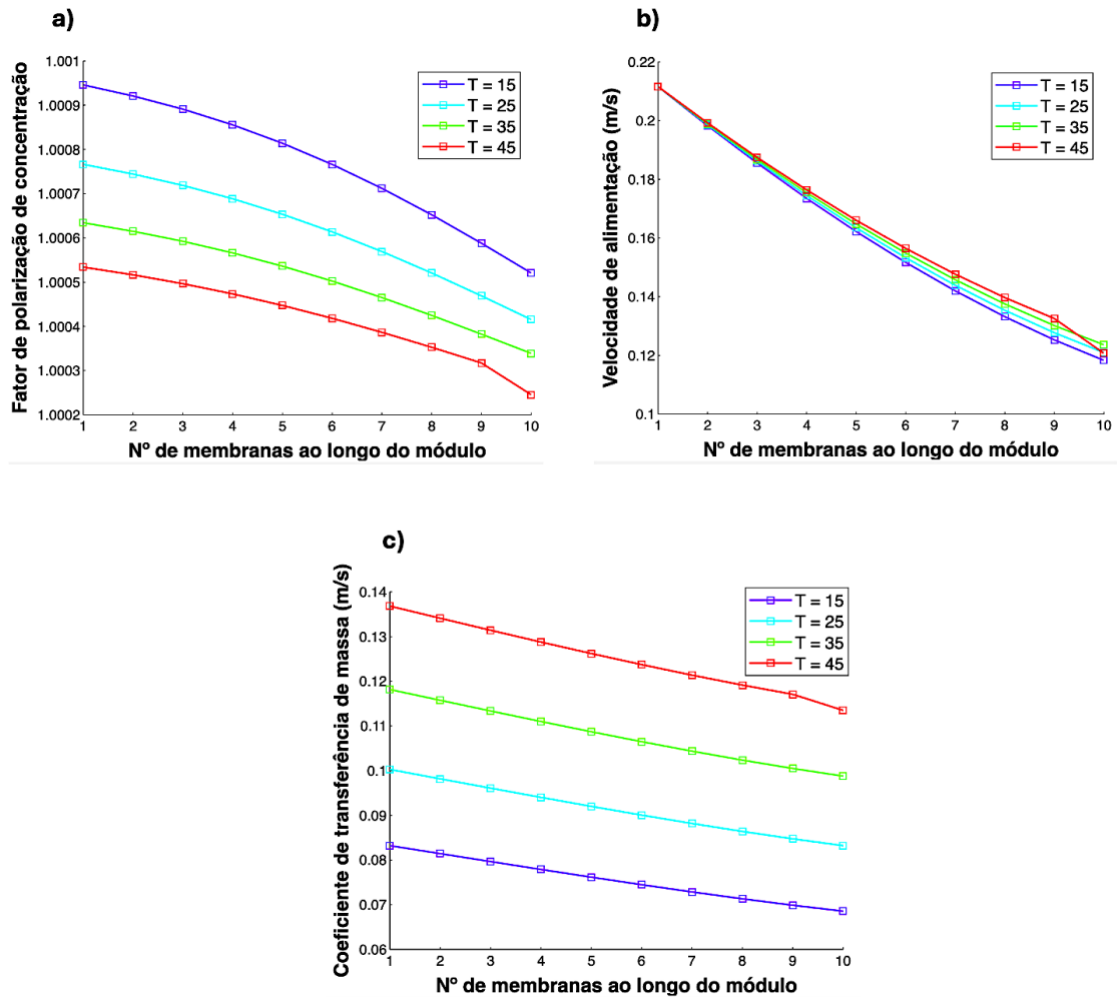 a)
Fator de polarização de concentração
1.001
1.0009
1.0008
1.0007
1.0006
1.0005
1.0004
1.0003
1.0002
T = 15
T = 25
T = 35
T = 45
1 2 3 4 5 6 7 8 9 10
Nº de membranas ao longo do módulo
b)
Velocidade de alimentação (m/s)
0.22
0.2
0.18
0.16
0.14
0.12
0.1
T = 15
T = 25
T = 35
T = 45
1 2 3 4 5 6 7 8 9 10
Nº de membranas ao longo do módulo
c)
Coeficiente de transferência de massa (m/s)
0.14
0.13
0.12
0.11
0.1
0.09
0.08
0.07
0.06
T = 15
T = 25
T = 35
T = 45
1 2 3 4 5 6 7 8 9 10
Nº de membranas ao longo do módulo